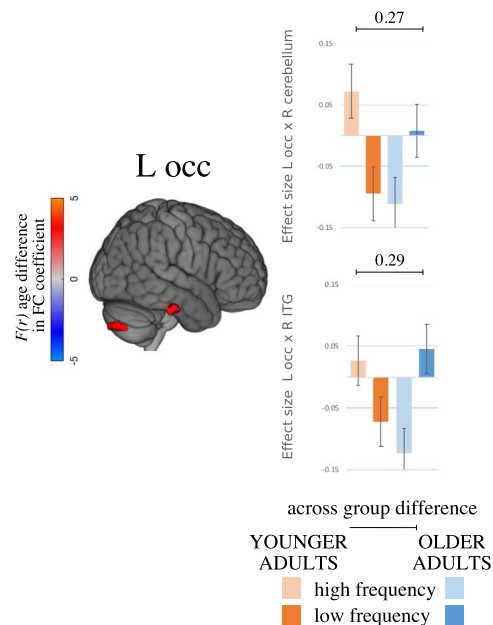 0.27
0.15
0.05
-0.05
-0.15
Effect size L occ x R cerebellum
L occ
F(r) age difference
in FC coefficient
5
0
-5
0.29
0.15
0.05
-0.05
-0.15
Effect size L occ x R ITG
across group difference
YOUNGER ADULTS
OLDER ADULTS
high frequency
low frequency